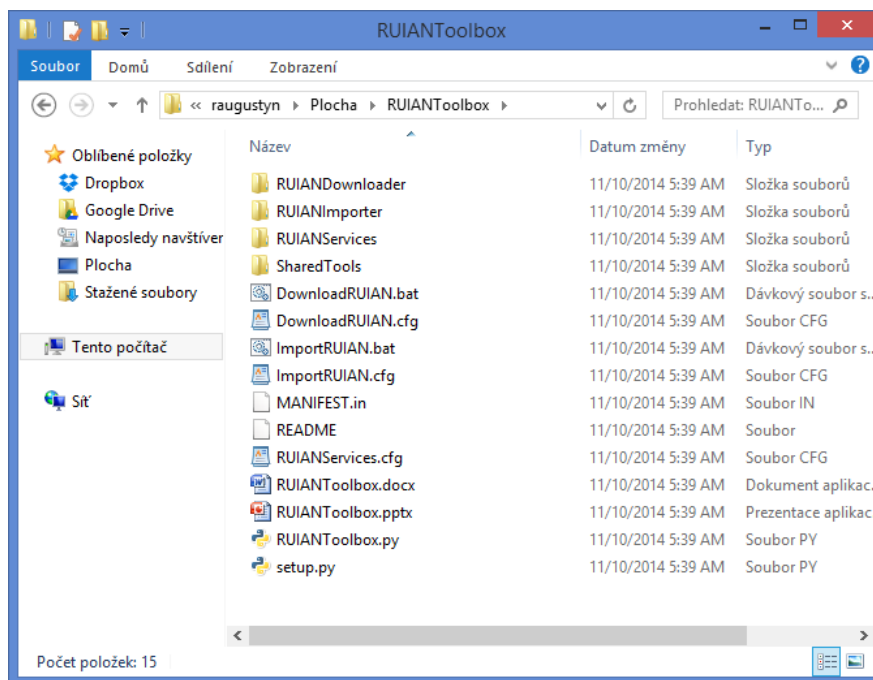 RUIANToolbox
Soubor Domů Sdílení Zobrazení
« raugustyn Plocha RUIANToolbox Prohledat: RUIANTo...
Oblíbené položky
Dropbox
Google Drive
Naposledy navštíver
Plocha
Stažené soubory
Tento počítač
Síť
Název Datum změny Typ
RUIANDownloader 11/10/2014 5:39 AM Složka souborů
RUIANImporter 11/10/2014 5:39 AM Složka souborů
RUIANServices 11/10/2014 5:39 AM Složka souborů
SharedTools 11/10/2014 5:39 AM Složka souborů
DownloadRUIAN.bat 11/10/2014 5:39 AM Dávkový soubor s...
DownloadRUIAN.cfg 11/10/2014 5:39 AM Soubor CFG
ImportRUIAN.bat 11/10/2014 5:39 AM Dávkový soubor s...
ImportRUIAN.cfg 11/10/2014 5:39 AM Soubor CFG
MANIFEST.in 11/10/2014 5:39 AM Soubor IN
README 11/10/2014 5:39 AM Soubor
RUIANServices.cfg 11/10/2014 5:39 AM Soubor CFG
RUIANToolbox.docx 11/10/2014 5:39 AM Dokument aplikac.
RUIANToolbox.pptx 11/10/2014 5:39 AM Prezentace aplikac
RUIANToolbox.py 11/10/2014 5:39 AM Soubor PY
setup.py 11/10/2014 5:39 AM Soubor PY
Počet položek: 15